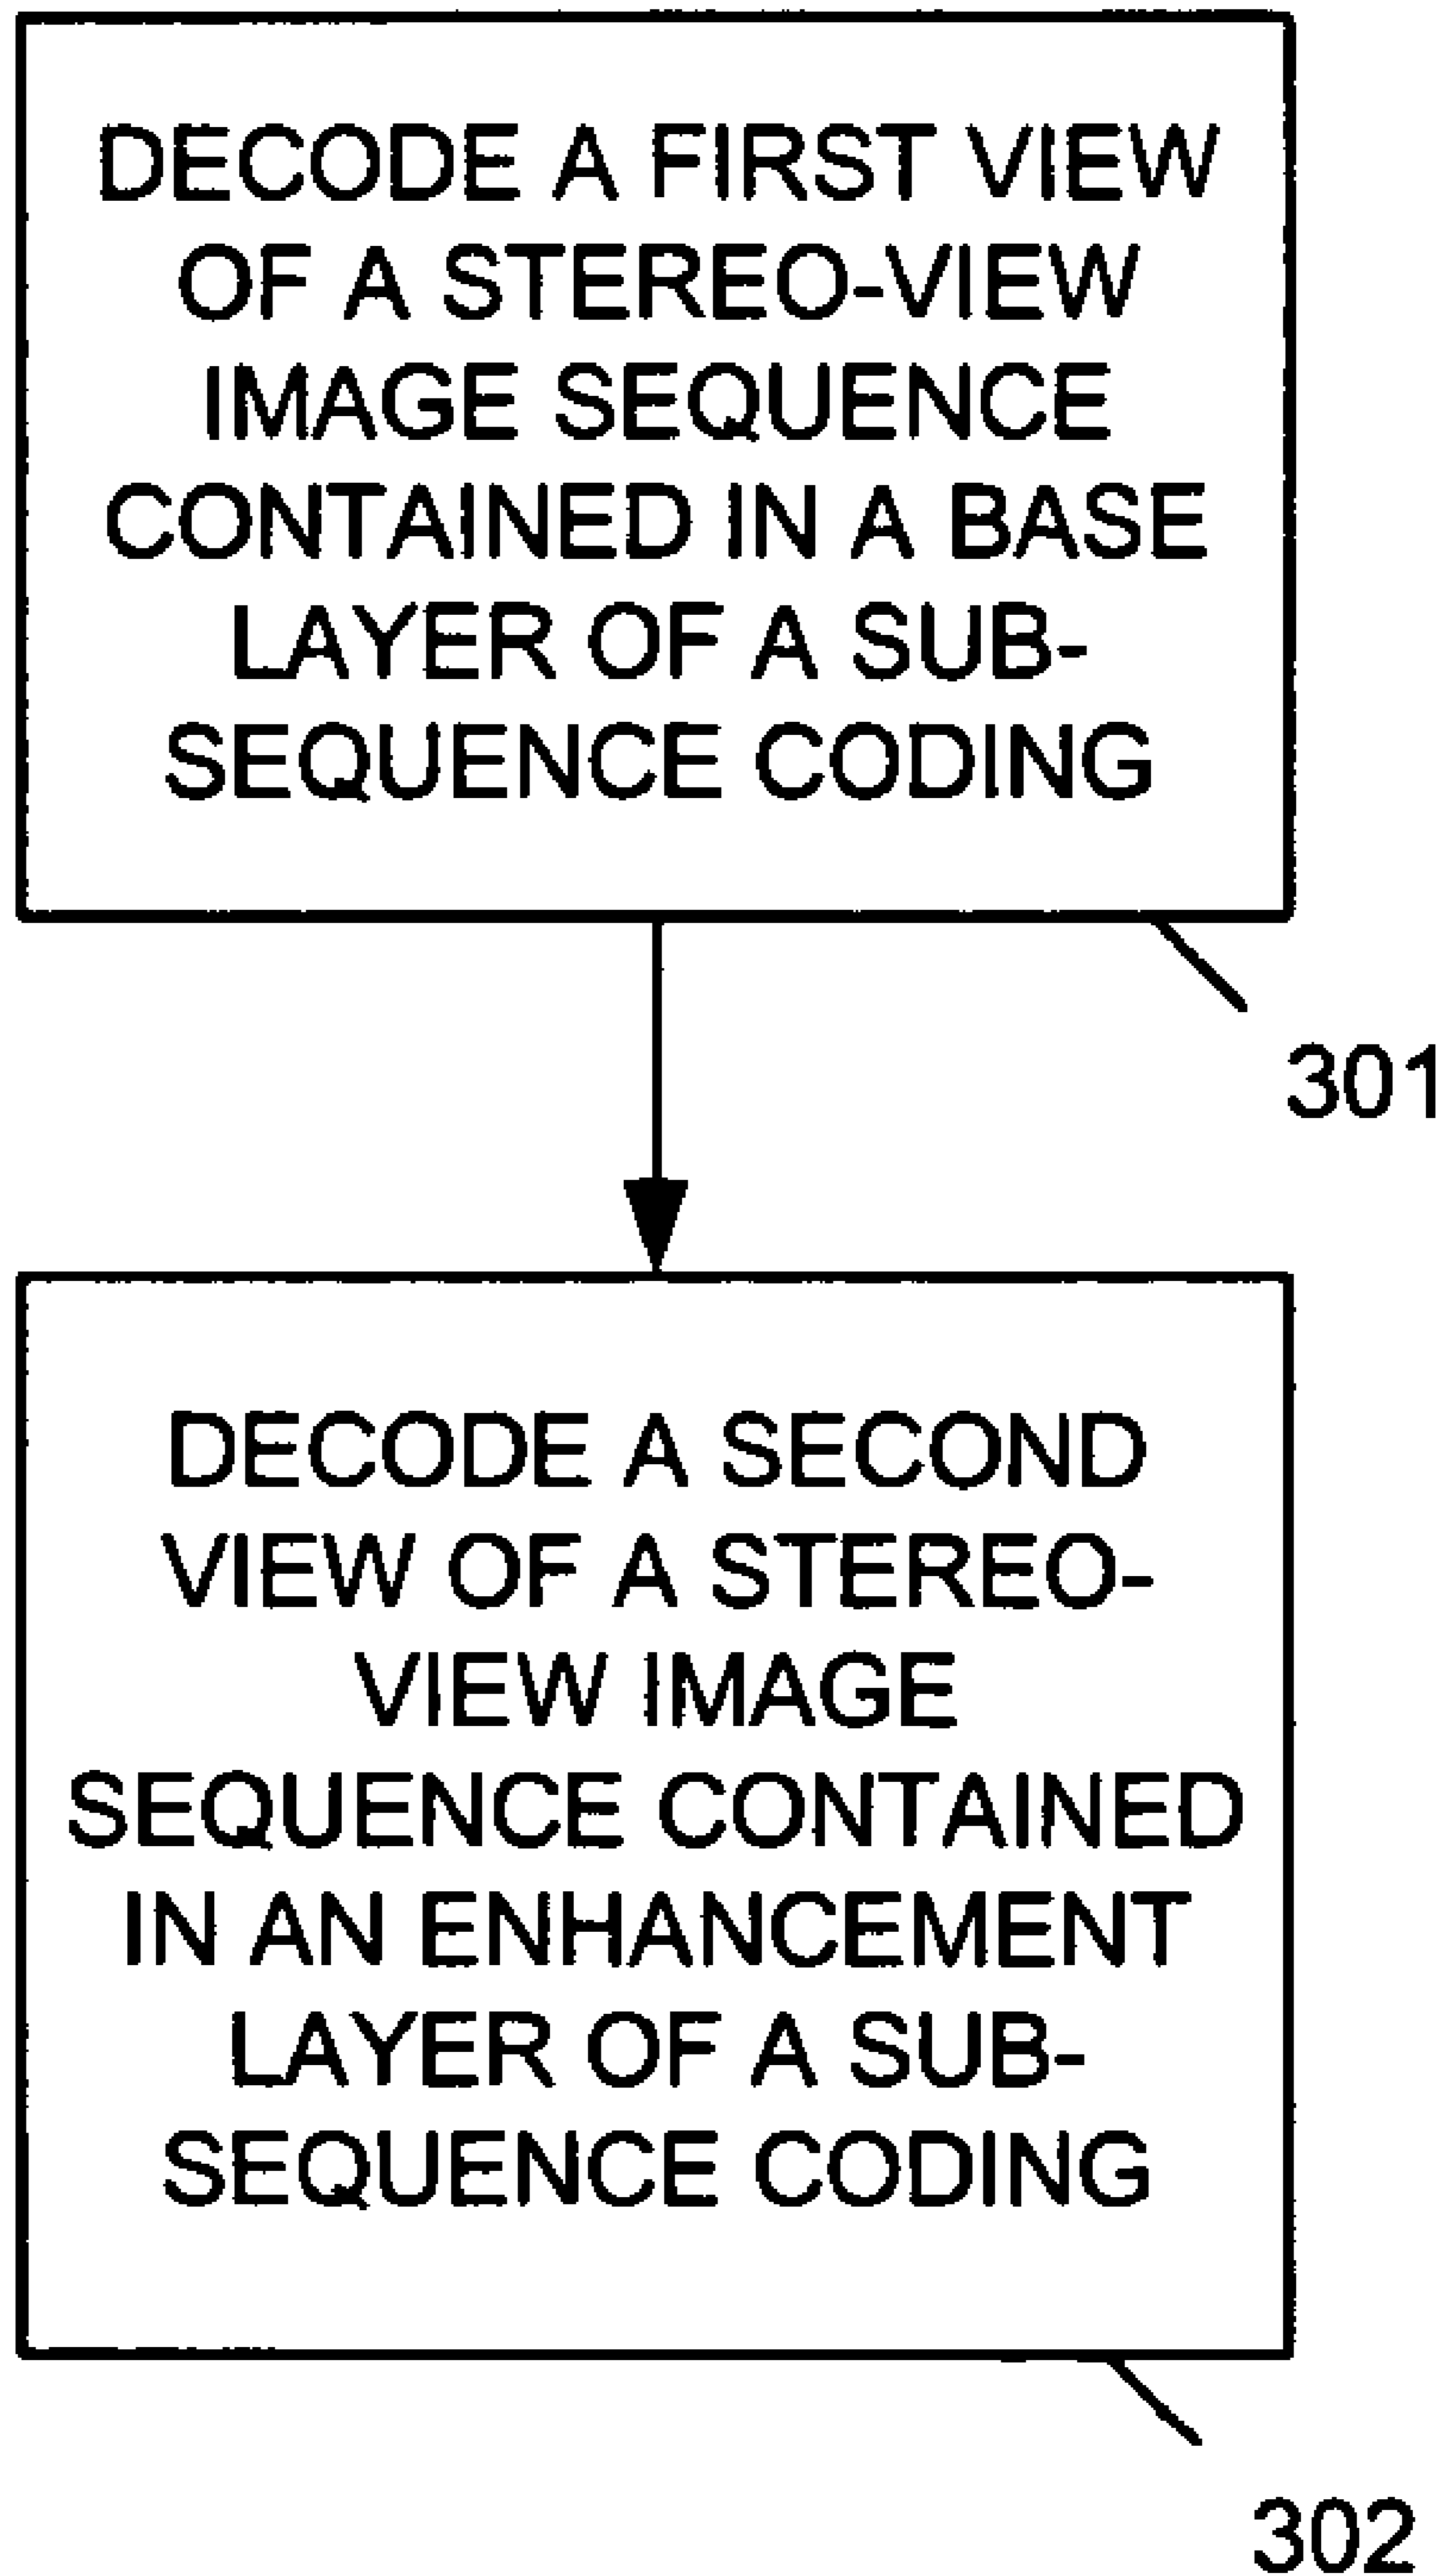 DECODE A FIRST VIEW
OF A STEREO-VIEW
IMAGE SEQUENCE
CONTAINED IN A BASE
LAYER OF A SUB-
SEQUENCE CODING
301
DECODE A SECOND
VIEW OF A STEREO-
VIEW IMAGE
SEQUENCE CONTAINED
IN AN ENHANCEMENT
LAYER OF A SUB-
SEQUENCE CODING
302